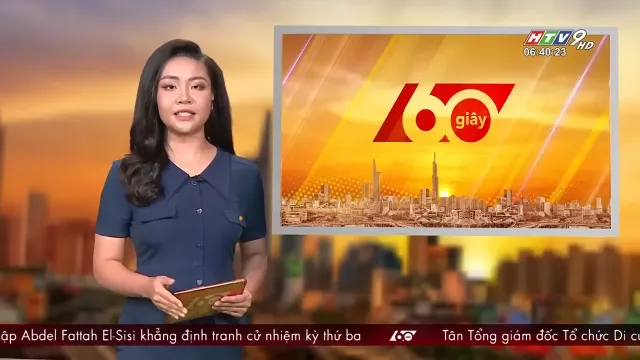 HTV9 HD
06:40:23
60 giây
ập Abdel Fattah El-Sisi khẳng định tranh cử nhiệm kỳ thứ ba 60 Tân Tổng giám đốc Tổ chức Di cư